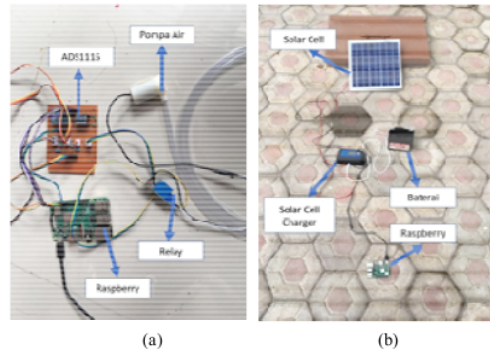 Pompa Air
ADS1115
Relay
Raspberry
(a)
Solar Cell
Solar Cell
Charger
Baterai
Raspberry
(b)